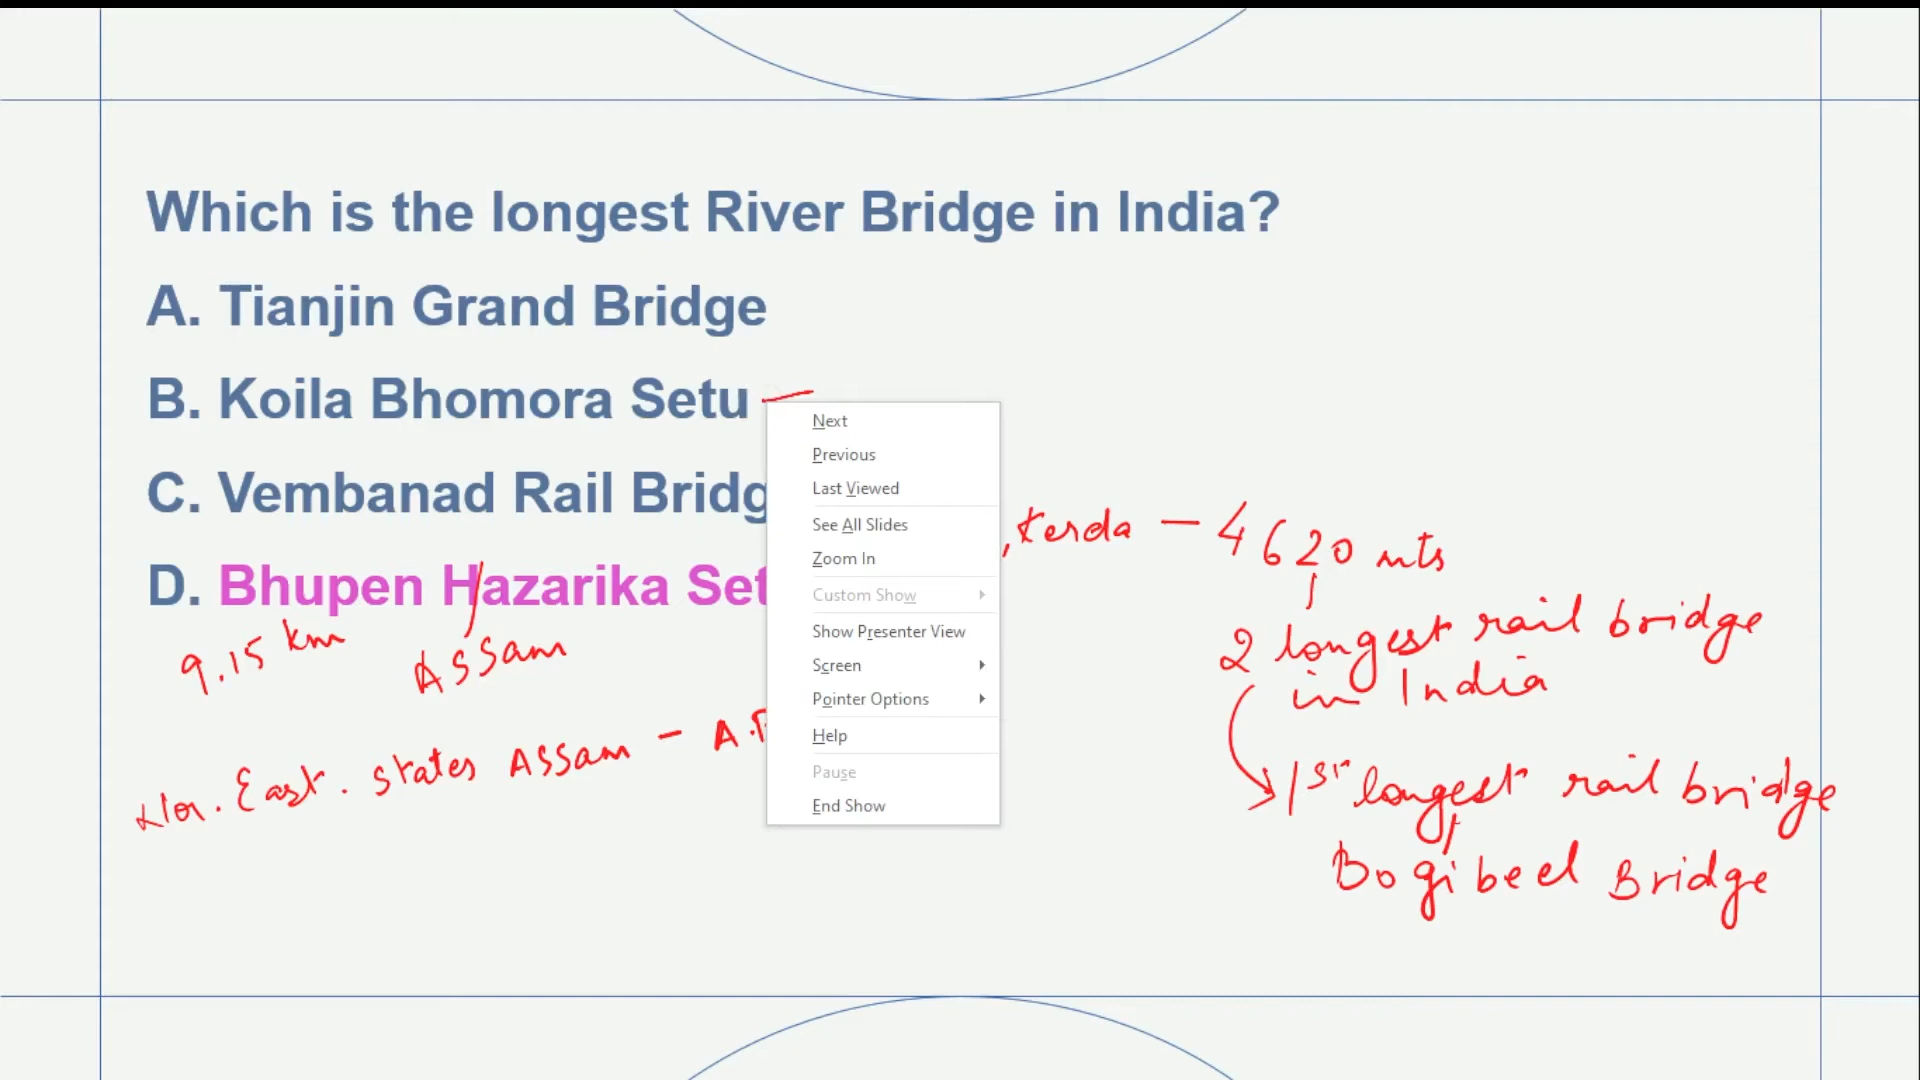 Which is the longest River Bridge in India?
A. Tianjin Grand Bridge
B. Koila Bhomora Setu
C. Vembanad Rail Bridg
D. Bhupen Hazarika Set
Next
Previous
Last Viewed
See All Slides
Zoom In
Custom Show
Show Presenter View
Screen
Pointer Options
Help
Pause
End Show
, Kerala - 4620 mts
2 longest rail bridge
in India
1st longest rail bridge
Bogibeel Bridge
9.15 km
Assam
Nor. East. states Assam - A.P